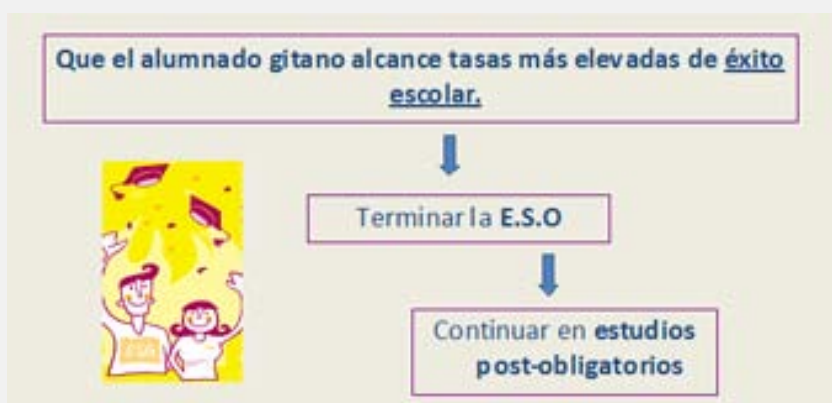 Que el alumnado gitano alcance tasas más elevadas de éxito
escolar.
Terminar la E.S.O
Continuar en estudios
post-obligatorios